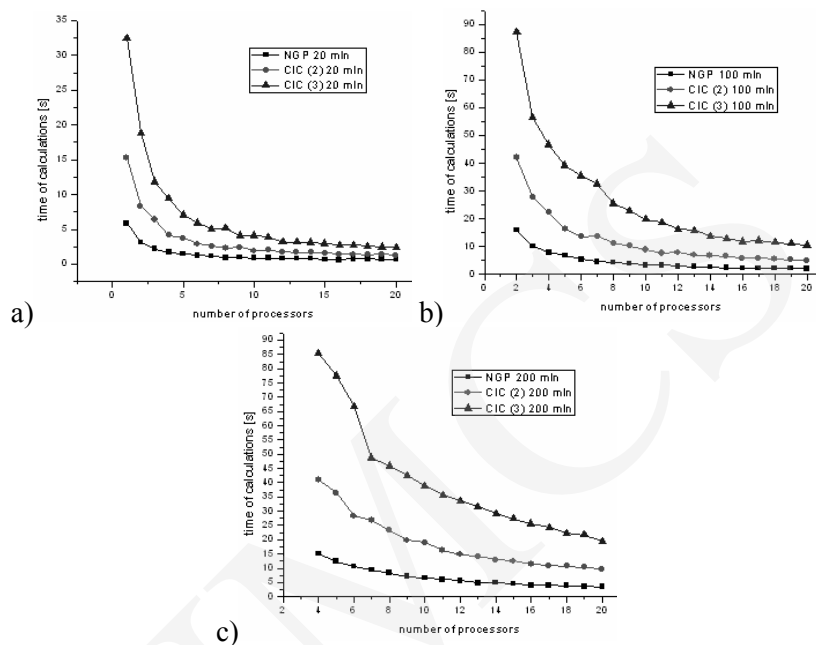 35
30
25
20
15
10
5
0
time of calculations [s]
NGP 20 mln
CIC (2) 20 mln
CIC (3) 20 mln
0 5 10 15 20
number of processors
a)
90
80
70
60
50
40
30
20
10
0
time of calculations [s]
NGP 100 mln
CIC (2) 100 mln
CIC (3) 100 mln
0 2 4 6 8 10 12 14 16 18 20
number of processors
b)
90
85
80
75
70
65
60
55
50
45
40
35
30
25
20
15
10
5
0
time of calculations [s]
NGP 200 mln
CIC (2) 200 mln
CIC (3) 200 mln
2 4 6 8 10 12 14 16 18 20
number of processors
c)
MCS